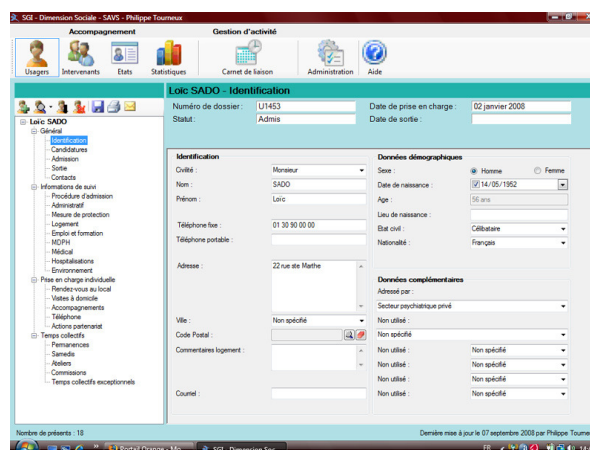 SGI - Dimension Sociale - SAVS - Philippe Tourneux
Accompagnement
Gestion d'activité
Usagers
Intervenants
Etats
Statistiques
Carnet de liaison
Administration
Aide
Loïc SADO - Identification
Numéro de dossier :
U1453
Date de prise en charge :
02 janvier 2008
Statut :
Admis
Date de sortie :
Loïc SADO
Général
Identification
Candidatures
Admission
Sortie
Contacts
Informations de suivi
Procédure d'admission
Administratif
Mesure de protection
Logement
Emploi et formation
MDPH
Médical
Hospitalisations
Environnement
Prise en charge individuelle
Rendez-vous au local
Visites à domicile
Accompagnements
Téléphone
Actions partenariat
Temps collectifs
Permanences
Samedis
Ateliers
Commissions
Temps collectifs exceptionnels
Identification
Civilité :
Monsieur
Nom :
SADO
Prénom :
Loïc
Téléphone fixe :
01 30 90 00 00
Téléphone portable :
Adresse :
22 rue ste Marthe
Ville :
Non spécifié
Code Postal :
Commentaires logement :
Courriel :
Données démographiques
Sexe :
Homme
Femme
Date de naissance :
14/05/1952
Age :
56 ans
Lieu de naissance :
Etat civil :
Célibataire
Nationalité :
Français
Données complémentaires
Adressé par :
Secteur psychiatrique privé
Non utilisé :
Non spécifié
Non utilisé :
Non spécifié
Non utilisé :
Non spécifié
Non utilisé :
Non spécifié
Non utilisé :
Non spécifié
Nombre de présents : 18
Dernière mise à jour le 07 septembre 2008 par Philippe Tourne
Portail Orange - Mo
SGI - Dimension Soc
FR
14: